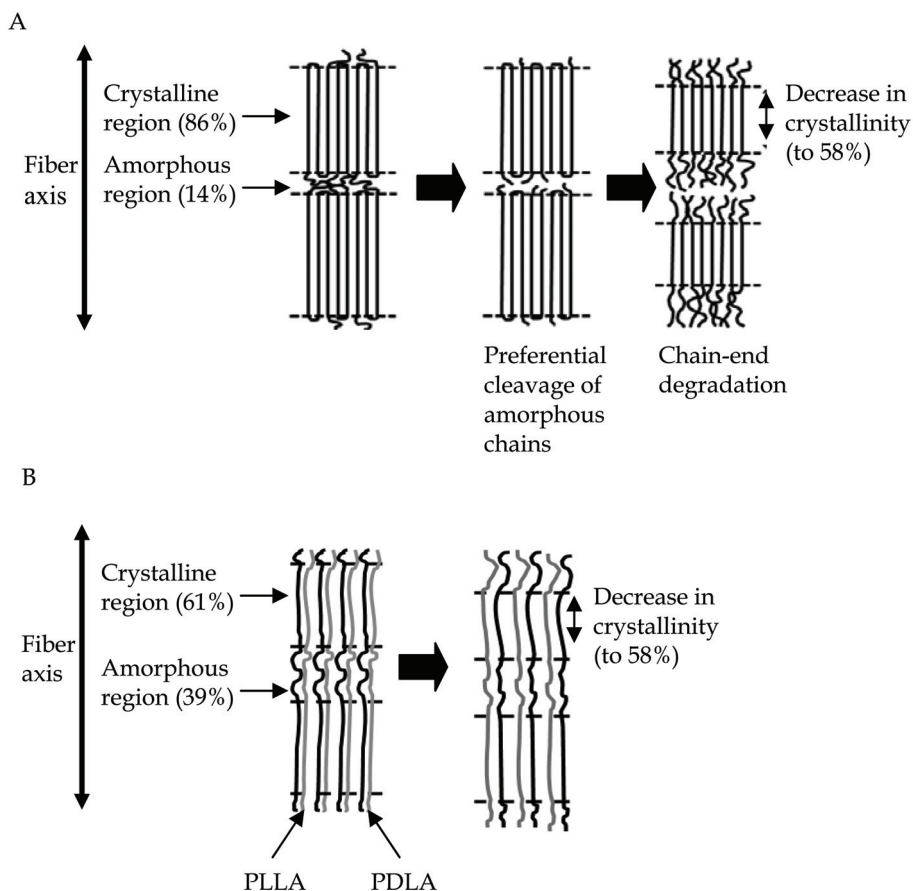 A
Fiber
axis
Crystalline
region (86%)
Amorphous
region (14%)
Decrease in
crystallinity
(to 58%)
Preferential
cleavage of
amorphous
chains
Chain-end
degradation
B
Fiber
axis
Crystalline
region (61%)
Amorphous
region (39%)
Decrease in
crystallinity
(to 58%)
PLLA
PDLA